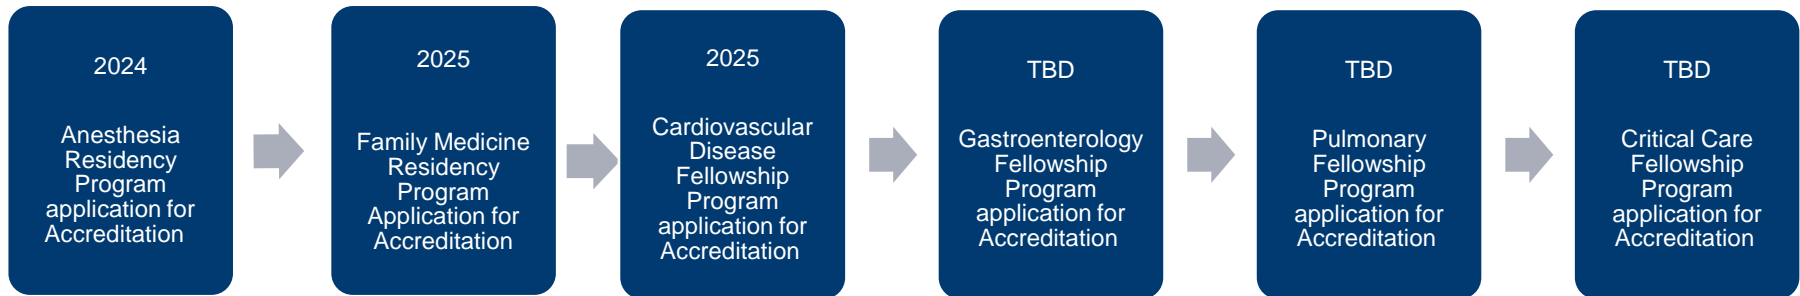 2024
Anesthesia
Residency
Program
application for
Accreditation
2025
Family Medicine
Residency
Program
Application for
Accreditation
2025
Cardiovascular
Disease
Fellowship
Program
application for
Accreditation
TBD
Gastroenterology
Fellowship
Program
application for
Accreditation
TBD
Pulmonary
Fellowship
Program
application for
Accreditation
TBD
Critical Care
Fellowship
Program
application for
Accreditation